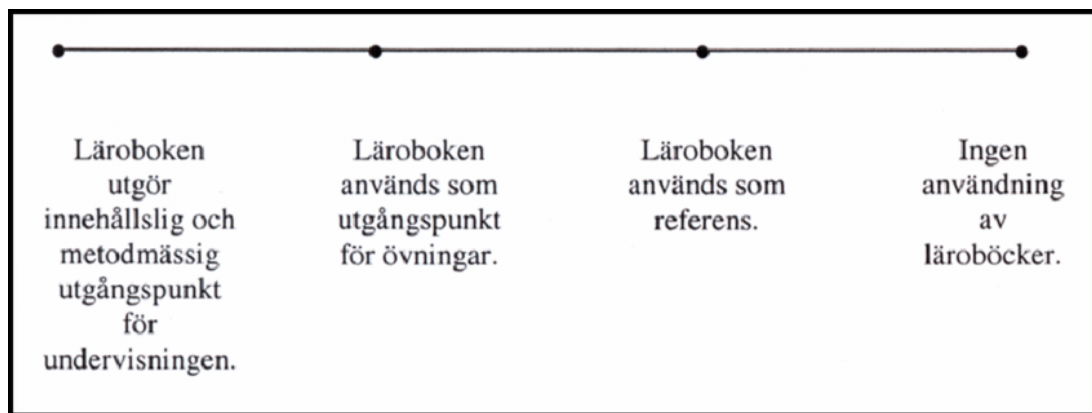 Läroboken
utgör
innehållslig och
metodmässig
utgångspunkt
för
undervisningen.
Läroboken
används som
utgångspunkt
för övningar.
Läroboken
används som
referens.
Ingen
användning
av
läroböcker.